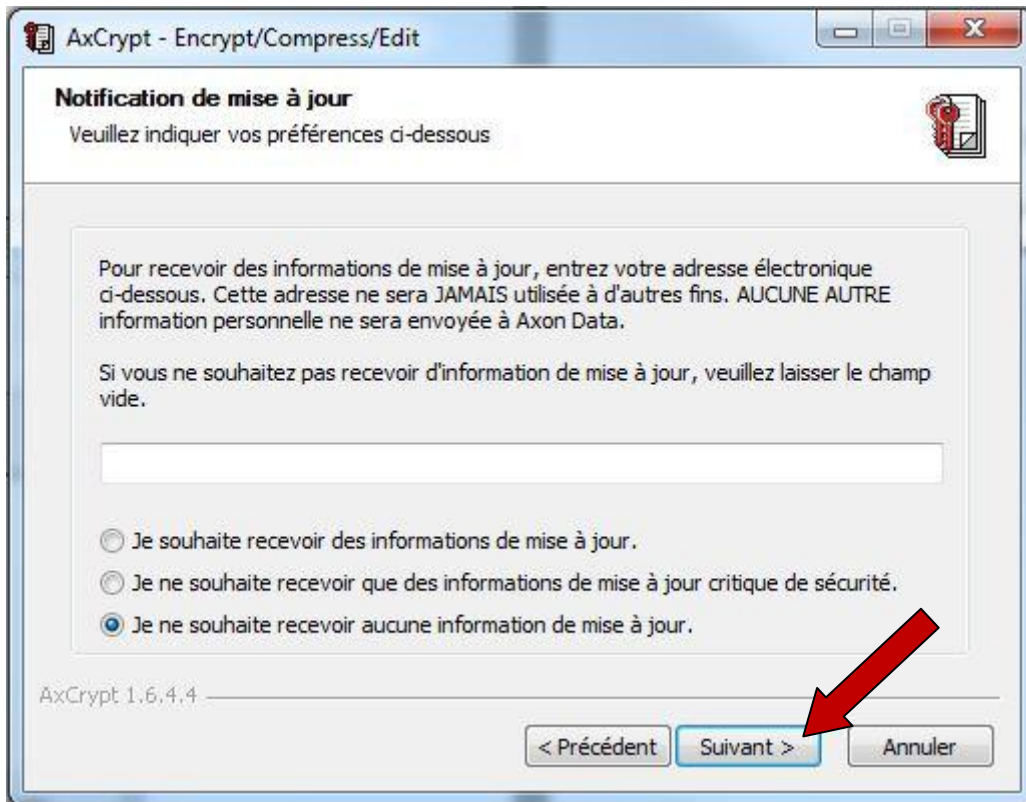 AxCrypt - Encrypt/Compress/Edit
Notification de mise à jour
Veuillez indiquer vos préférences ci-dessous
Pour recevoir des informations de mise à jour, entrez votre adresse électronique
ci-dessous. Cette adresse ne sera JAMAIS utilisée à d'autres fins. AUCUNE AUTRE
information personnelle ne sera envoyée à Axon Data.
Si vous ne souhaitez pas recevoir d'information de mise à jour, veuillez laisser le champ
vide.
Je souhaite recevoir des informations de mise à jour.
Je ne souhaite recevoir que des informations de mise à jour critique de sécurité.
Je ne souhaite recevoir aucune information de mise à jour.
AxCrypt 1.6.4.4
< Précédent Suivant > Annuler